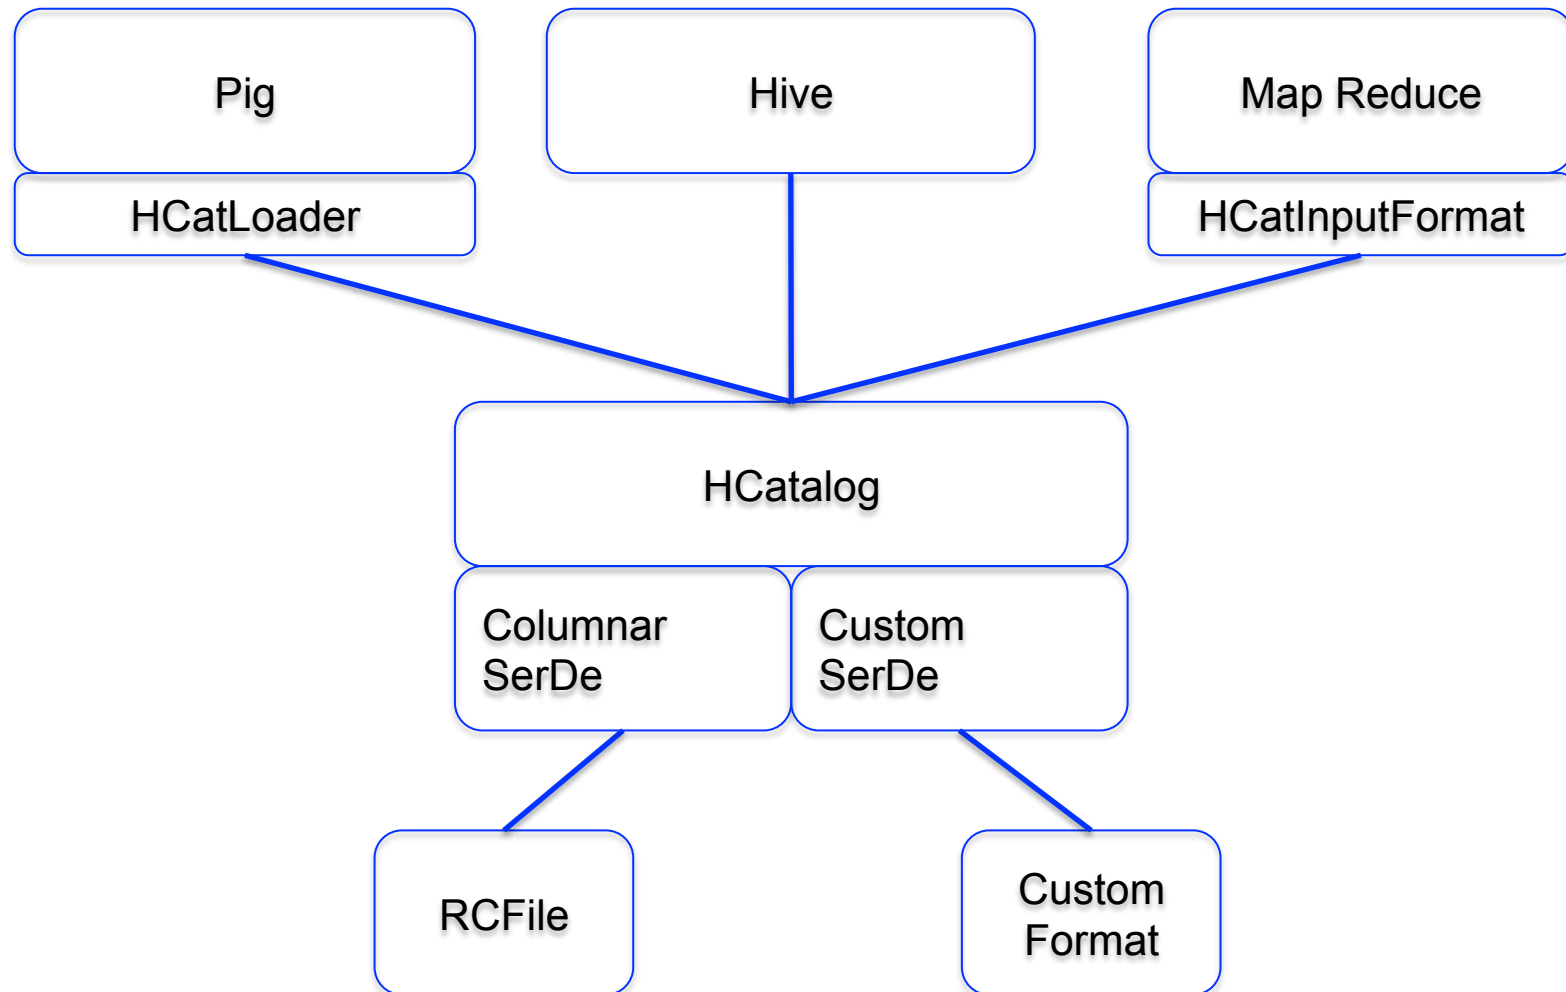 Pig
Hive
Map Reduce
HCatLoader
HCatInputFormat
HCatalog
Columnar
SerDe
Custom
SerDe
RCFile
Custom
Format